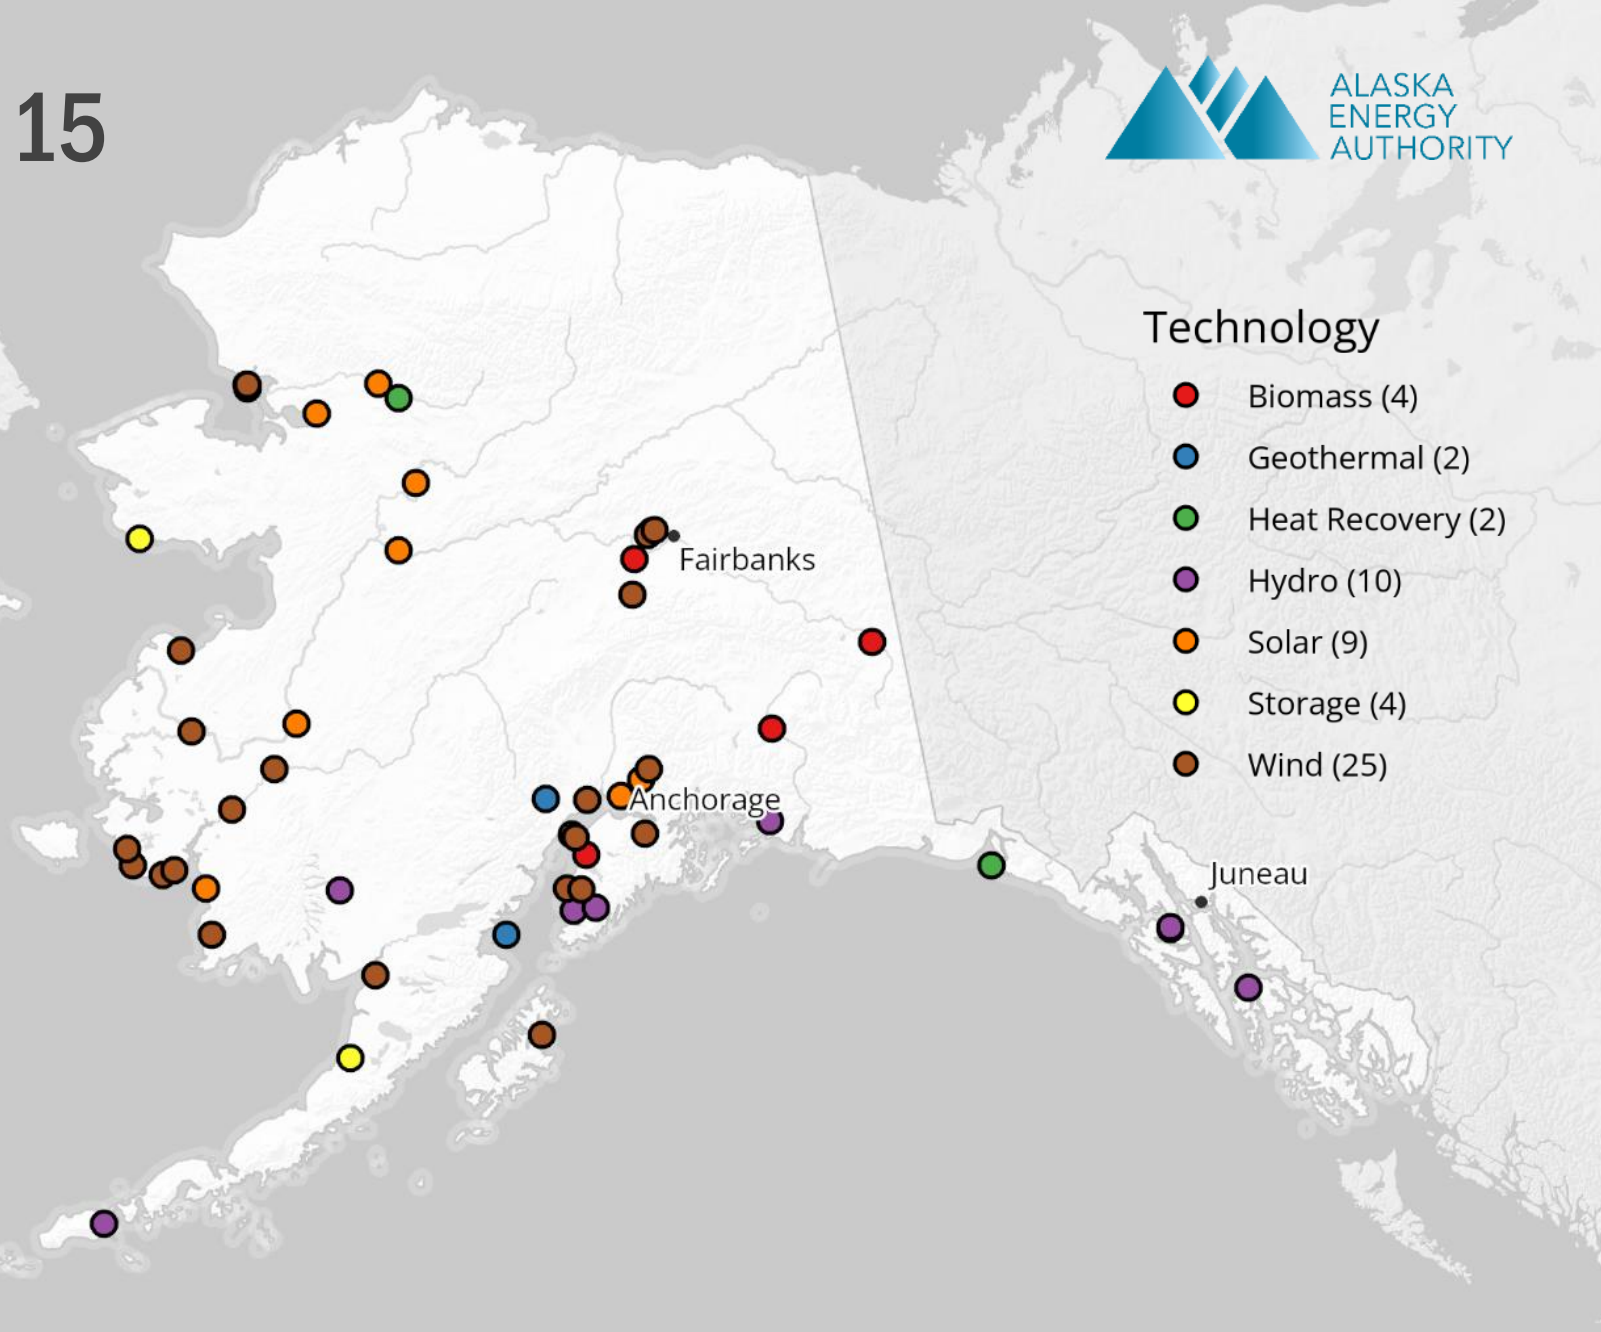 15
ALASKA
ENERGY
AUTHORITY
Technology
Biomass (4)
Geothermal (2)
Heat Recovery (2)
Hydro (10)
Solar (9)
Storage (4)
Wind (25)
Fairbanks
Anchorage
Juneau